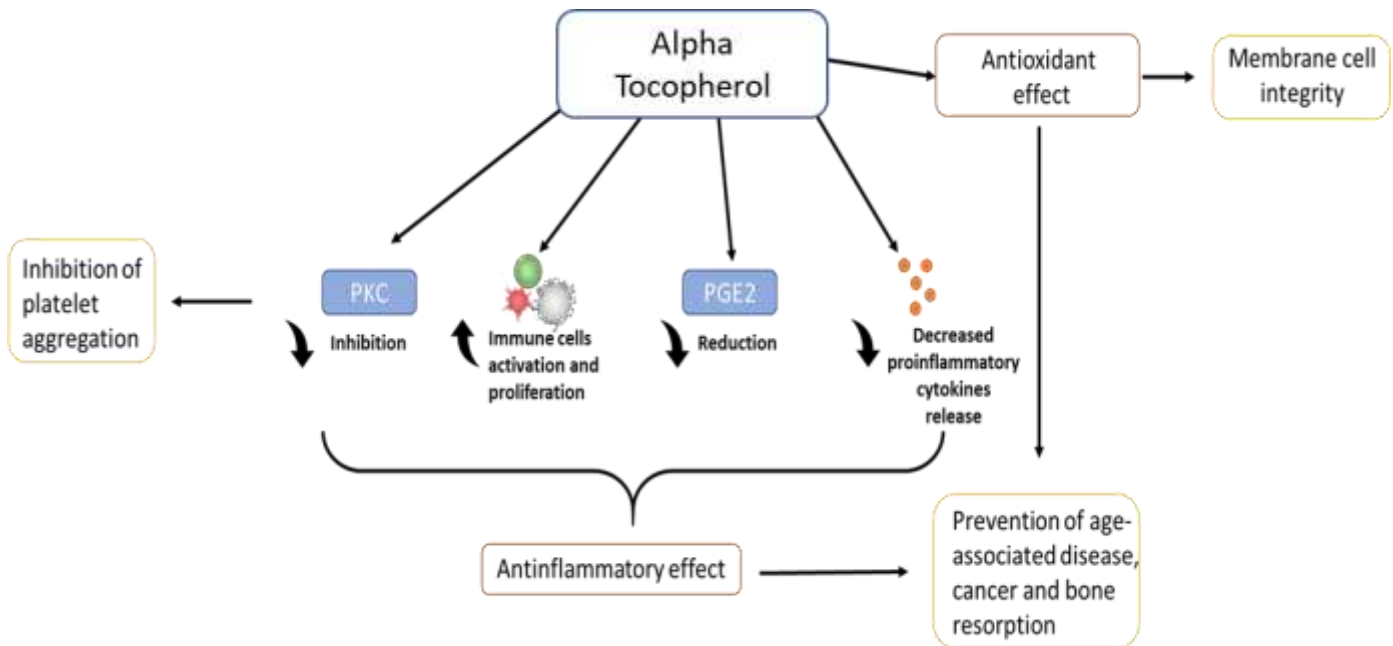 Alpha
Tocopherol
Antioxidant
effect
Membrane cell
integrity
Inhibition of
platelet
aggregation
PKC
Inhibition
Immune cells
activation and
proliferation
PGE2
Reduction
Decreased
proinflammatory
cytokines
release
Antinflammatory effect
Prevention of age-
associated disease,
cancer and bone
resorption